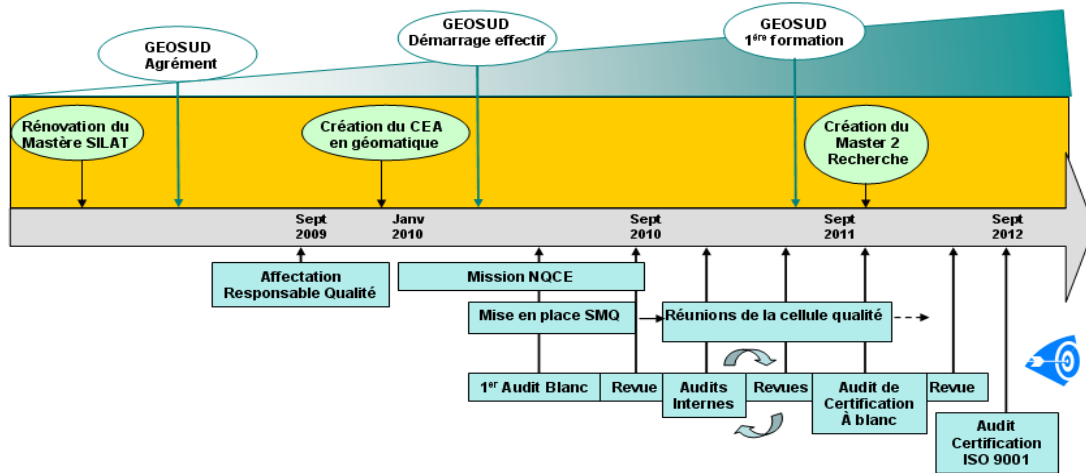 GEOSUD
Agrément
GEOSUD
Démarrage effectif
GEOSUD
1ére formation
Rénovation du
Mastère SILAT
Création du CEA
en géomatique
Création du
Master 2
Recherche
Sept
2009
Janv
2010
Sept
2010
Sept
2011
Sept
2012
Affectation
Responsable Qualité
Mission NQCE
Mise en place SMQ
Réunions de la cellule qualité
1er Audit Blanc
Revue
Audits
Internes
Revues
Audit de
Certification
À blanc
Revue
Audit
Certification
ISO 9001